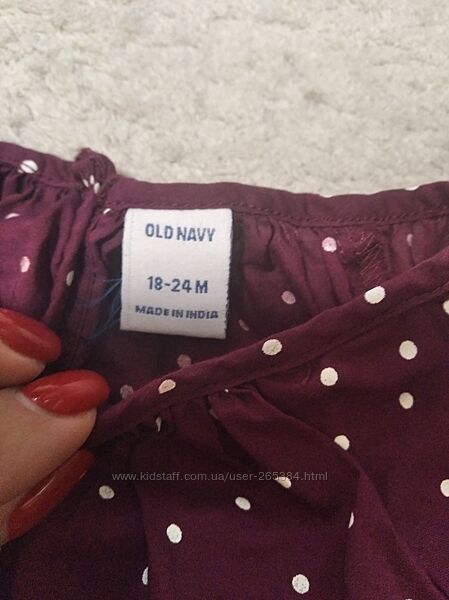 OLD NAVY
18-24 M
MADE IN INDIA
www.kidstaff.com.ua/user-265384.html